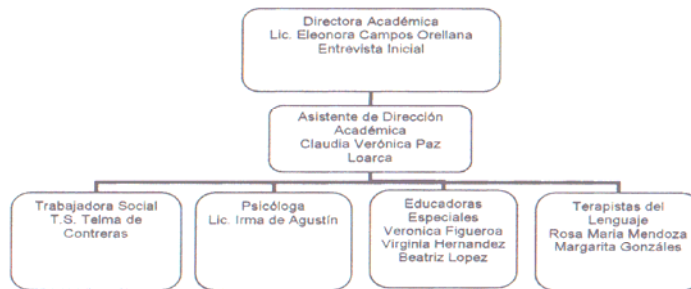 Directora Académica
Lic. Eleonora Campos Orellana
Entrevista Inicial
Asistente de Dirección
Académica
Claudia Verónica Paz
Loarca
Trabajadora Social
T.S. Telma de
Contreras
Psicóloga
Lic. Irma de Agustín
Educadoras
Especiales
Veronica Figueroa
Virginia Hernandez
Beatriz Lopez
Terapistas del
Lenguaje
Rosa Maria Mendoza
Margarita Gonzáles